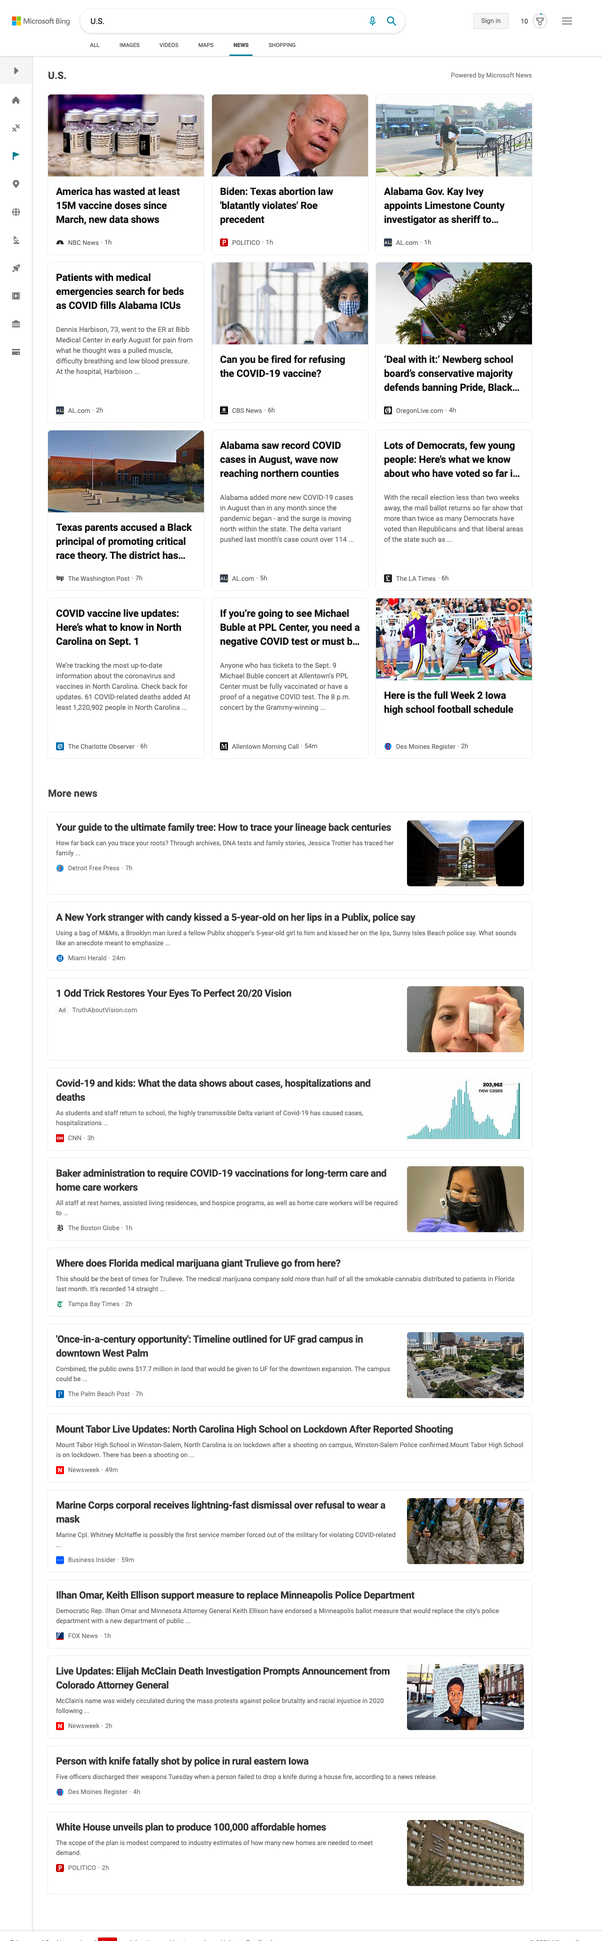 Microsoft Bing
U.S.
Sign in
10
ALL IMAGES VIDEOS MAPS NEWS SHOPPING
U.S.
Powered by Microsoft News
America has wasted at least
15M vaccine doses since
March, new data shows
NBC News · 1h
Biden: Texas abortion law
'blatantly violates' Roe
precedent
POLITICO · 1h
Alabama Gov. Kay Ivey
appoints Limestone County
investigator as sheriff to...
AL.com · 1h
Patients with medical
emergencies search for beds
as COVID fills Alabama ICUs
Dennis Harbison, 73, went to the ER at Bibb
Medical Center in early August for pain from
what he thought was a pulled muscle,
difficulty breathing and low blood pressure.
At the hospital, Harbison ...
AL.com · 2h
Can you be fired for refusing
the COVID-19 vaccine?
CBS News · 6h
‘Deal with it:’ Newberg school
board’s conservative majority
defends banning Pride, Black...
OregonLive.com · 4h
Texas parents accused a Black
principal of promoting critical
race theory. The district has...
The Washington Post · 7h
Alabama saw record COVID
cases in August, wave now
reaching northern counties
Alabama added more new COVID-19 cases
in August than in any month since the
pandemic began - and the surge is moving
north within the state. The delta variant
pushed last month's case count over 114 ...
AL.com · 5h
Lots of Democrats, few young
people: Here’s what we know
about who have voted so far i...
With the recall election less than two weeks
away, the mail ballot returns so far show that
more than twice as many Democrats have
voted than Republicans and that liberal areas
of the state such as ...
The LA Times · 6h
COVID vaccine live updates:
Here’s what to know in North
Carolina on Sept. 1
We're tracking the most up-to-date
information about the coronavirus and
vaccines in North Carolina. Check back for
updates. 61 COVID-related deaths added At
least 1,220,902 people in North Carolina ...
The Charlotte Observer · 6h
If you’re going to see Michael
Buble at PPL Center, you need a
negative COVID test or must b...
Anyone who has tickets to the Sept. 9
Michael Buble concert at Allentown's PPL
Center must be fully vaccinated or have a
proof of a negative COVID test. The 8 p.m.
concert by the Grammy-winning ...
Allentown Morning Call · 54m
Here is the full Week 2 Iowa
high school football schedule
Des Moines Register · 2h
More news
Your guide to the ultimate family tree: How to trace your lineage back centuries
How far back can you trace your roots? Through archives, DNA tests and family stories, Jessica Trotter has traced her
family ...
Detroit Free Press · 7h
A New York stranger with candy kissed a 5-year-old on her lips in a Publix, police say
Using a bag of M&Ms, a Brooklyn man lured a fellow Publix shopper's 5-year-old girl to him and kissed her on the lips, Sunny Isles Beach police say. What sounds
like an anecdote meant to emphasize ...
Miami Herald · 24m
1 Odd Trick Restores Your Eyes To Perfect 20/20 Vision
Ad TruthAboutVision.com
Covid-19 and kids: What the data shows about cases, hospitalizations and
deaths
As students and staff return to school, the highly transmissible Delta variant of Covid-19 has caused cases,
hospitalizations ...
CNN · 3h
203,962
new cases
Baker administration to require COVID-19 vaccinations for long-term care and
home care workers
All staff at rest homes, assisted living residences, and hospice programs, as well as home care workers will be required
to ...
The Boston Globe · 1h
Where does Florida medical marijuana giant Trulieve go from here?
This should be the best of times for Trulieve. The medical marijuana company sold more than half of all the smokable cannabis distributed to patients in Florida
last month. It's recorded 14 straight ...
Tampa Bay Times · 2h
'Once-in-a-century opportunity': Timeline outlined for UF grad campus in
downtown West Palm
Combined, the public owns $17.7 million in land that would be given to UF for the downtown expansion. The campus
could be ...
The Palm Beach Post · 7h
Mount Tabor Live Updates: North Carolina High School on Lockdown After Reported Shooting
Mount Tabor High School in Winston-Salem, North Carolina is on lockdown after a shooting on campus, Winston-Salem Police confirmed.Mount Tabor High School
is on lockdown. There has been a shooting on ...
Newsweek · 49m
Marine Corps corporal receives lightning-fast dismissal over refusal to wear a
mask
Marine Cpl. Whitney McHaffie is possibly the first service member forced out of the military for violating COVID-related
...
Business Insider · 59m
Ilhan Omar, Keith Ellison support measure to replace Minneapolis Police Department
Democratic Rep. Ilhan Omar and Minnesota Attorney General Keith Ellison have endorsed a Minneapolis ballot measure that would replace the city's police
department with a new department of public ...
FOX News · 1h
Live Updates: Elijah McClain Death Investigation Prompts Announcement from
Colorado Attorney General
McClain's name was widely circulated during the mass protests against police brutality and racial injustice in 2020
following ...
Newsweek · 2h
Person with knife fatally shot by police in rural eastern Iowa
Five officers discharged their weapons Tuesday when a person failed to drop a knife during a house fire, according to a news release.
Des Moines Register · 4h
White House unveils plan to produce 100,000 affordable homes
The scope of the plan is modest compared to industry estimates of how many new homes are needed to meet
demand.
POLITICO · 2h